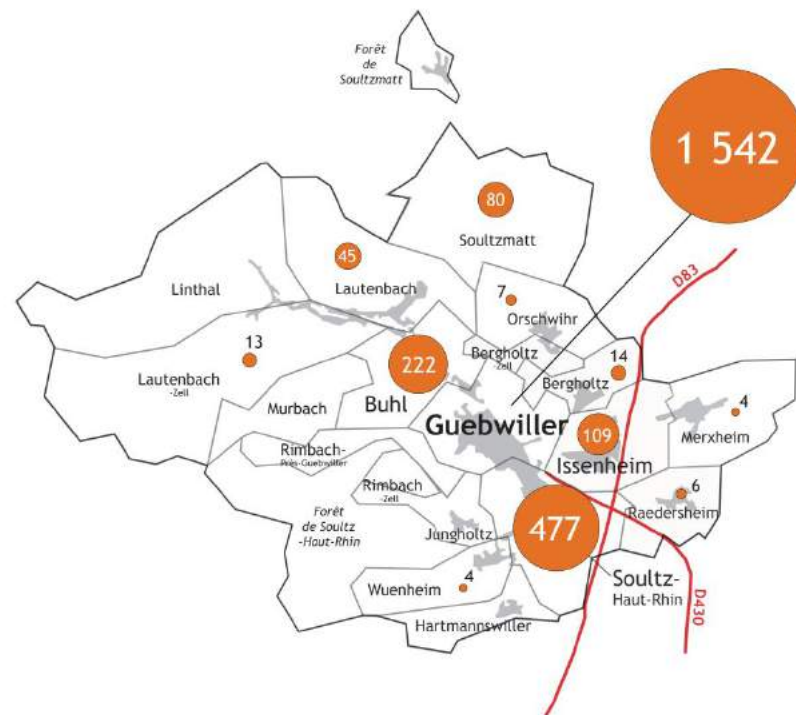 Forêt
de
Soultzmatt
1 542
80
Soultzmatt
D83
45
Lautenbach
Linthal
7
Orschwihr
13
Lautenbach
-Zell
222
Buhl
Bergholtz
-Zell
14
Bergholtz
Murbach
Guebwiller
4
Merxheim
109
Issenheim
Rimbach-
Près-Guebwiller
Rimbach
-Zell
6
Raedersheim
Forêt
de Soultz
-Haut-Rhin
Jungholtz
477
Wuenheim
4
Soultz-
Haut-Rhin
D430
Hartmannswiller